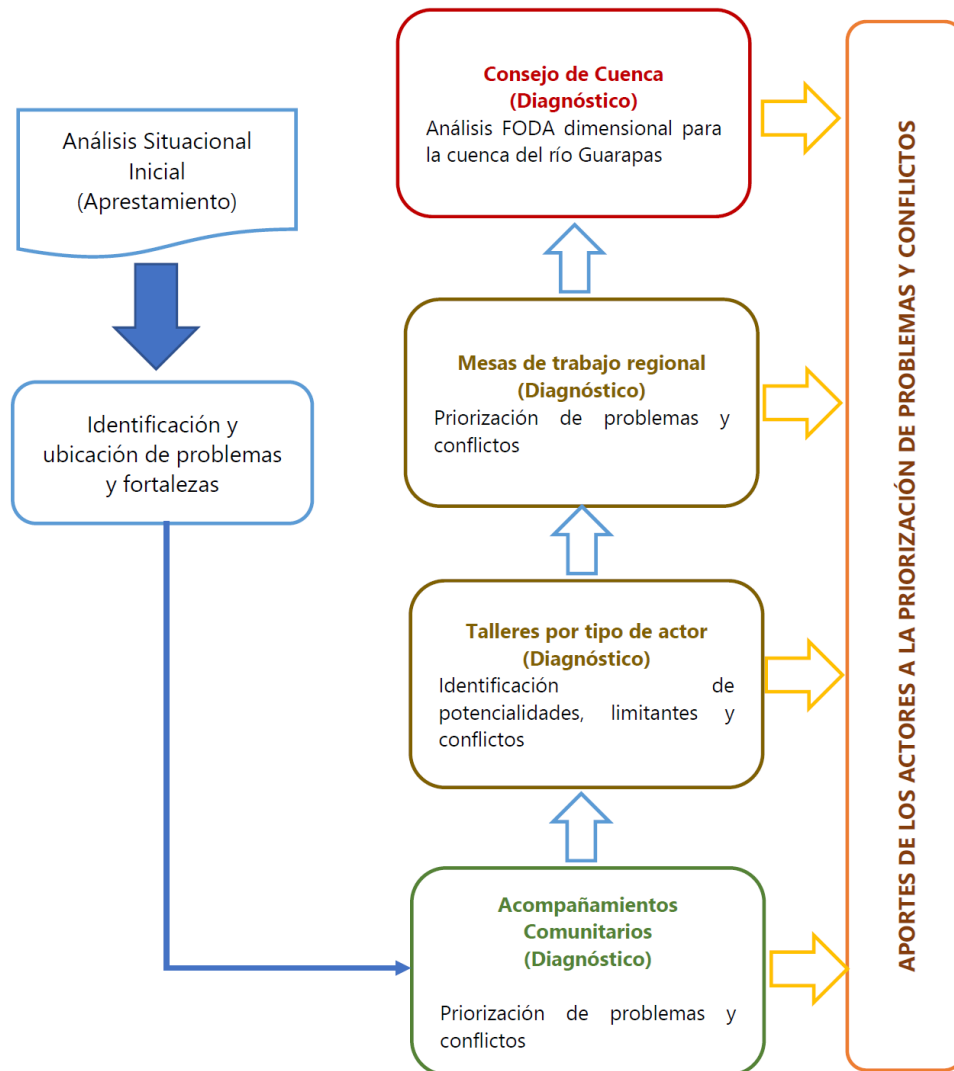 Análisis Situacional
Inicial
(Aprestamiento)
Identificación y
ubicación de problemas
y fortalezas
Consejo de Cuenca
(Diagnóstico)
Análisis FODA dimensional para
la cuenca del río Guarapas
Mesas de trabajo regional
(Diagnóstico)
Priorización de problemas y
conflictos
Talleres por tipo de actor
(Diagnóstico)
Identificación de
potencialidades, limitantes y
conflictos
Acompañamientos
Comunitarios
(Diagnóstico)
Priorización de problemas y
conflictos
APORTES DE LOS ACTORES A LA PRIORIZACIÓN DE PROBLEMAS Y CONFLICTOS